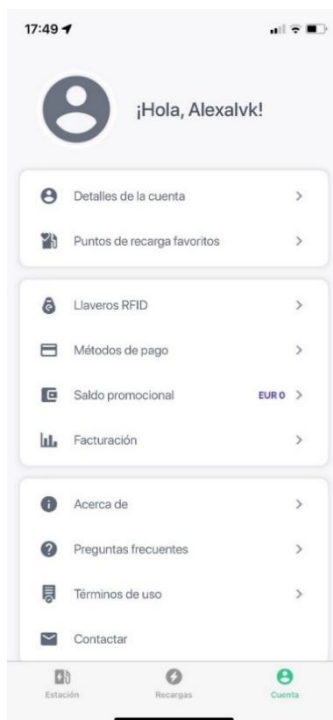 17:49
¡Hola, Alexalvk!
Detalles de la cuenta
Puntos de recarga favoritos
Llaveros RFID
Métodos de pago
Saldo promocional EUR 0
Facturación
Acerca de
Preguntas frecuentes
Términos de uso
Contactar
Estación Recargas Cuenta